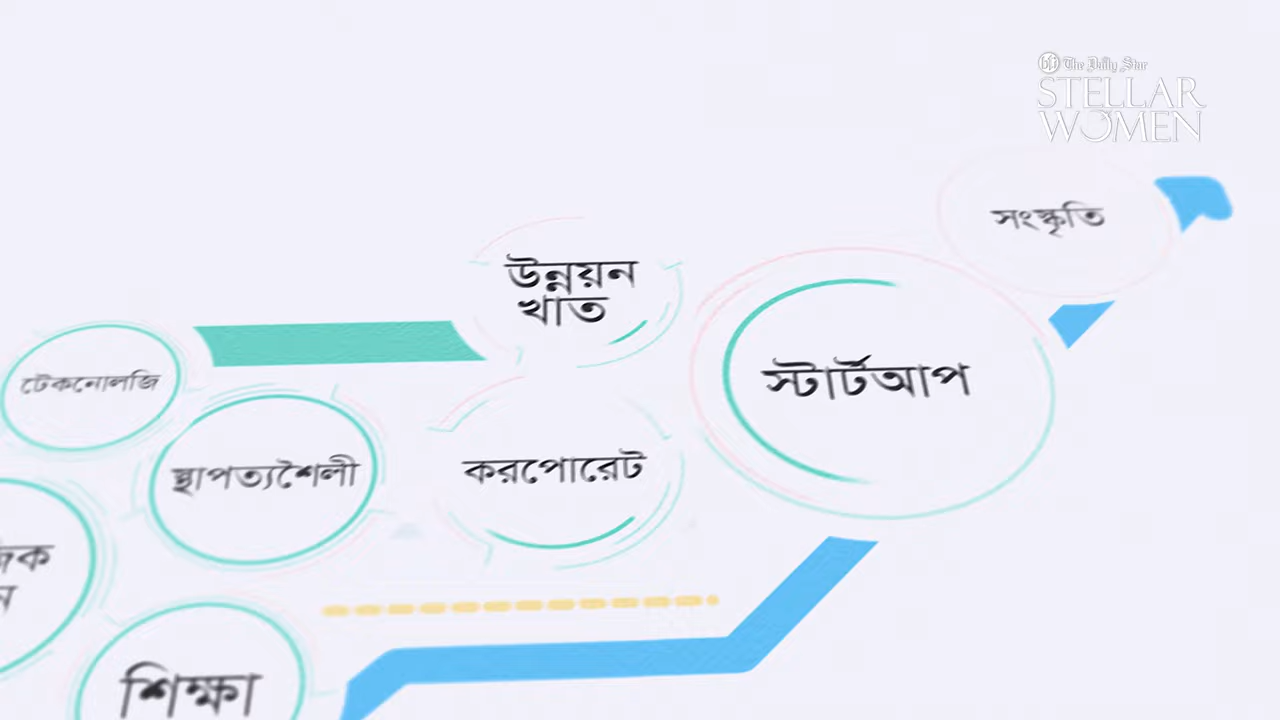 The Daily Star
STELLAR
WOMEN
সংস্কৃতি
উন্নয়ন
খাত
স্টার্টআপ
টেকনোলজি
স্থাপত্যশৈলী
করপোরেট
শিক্ষা